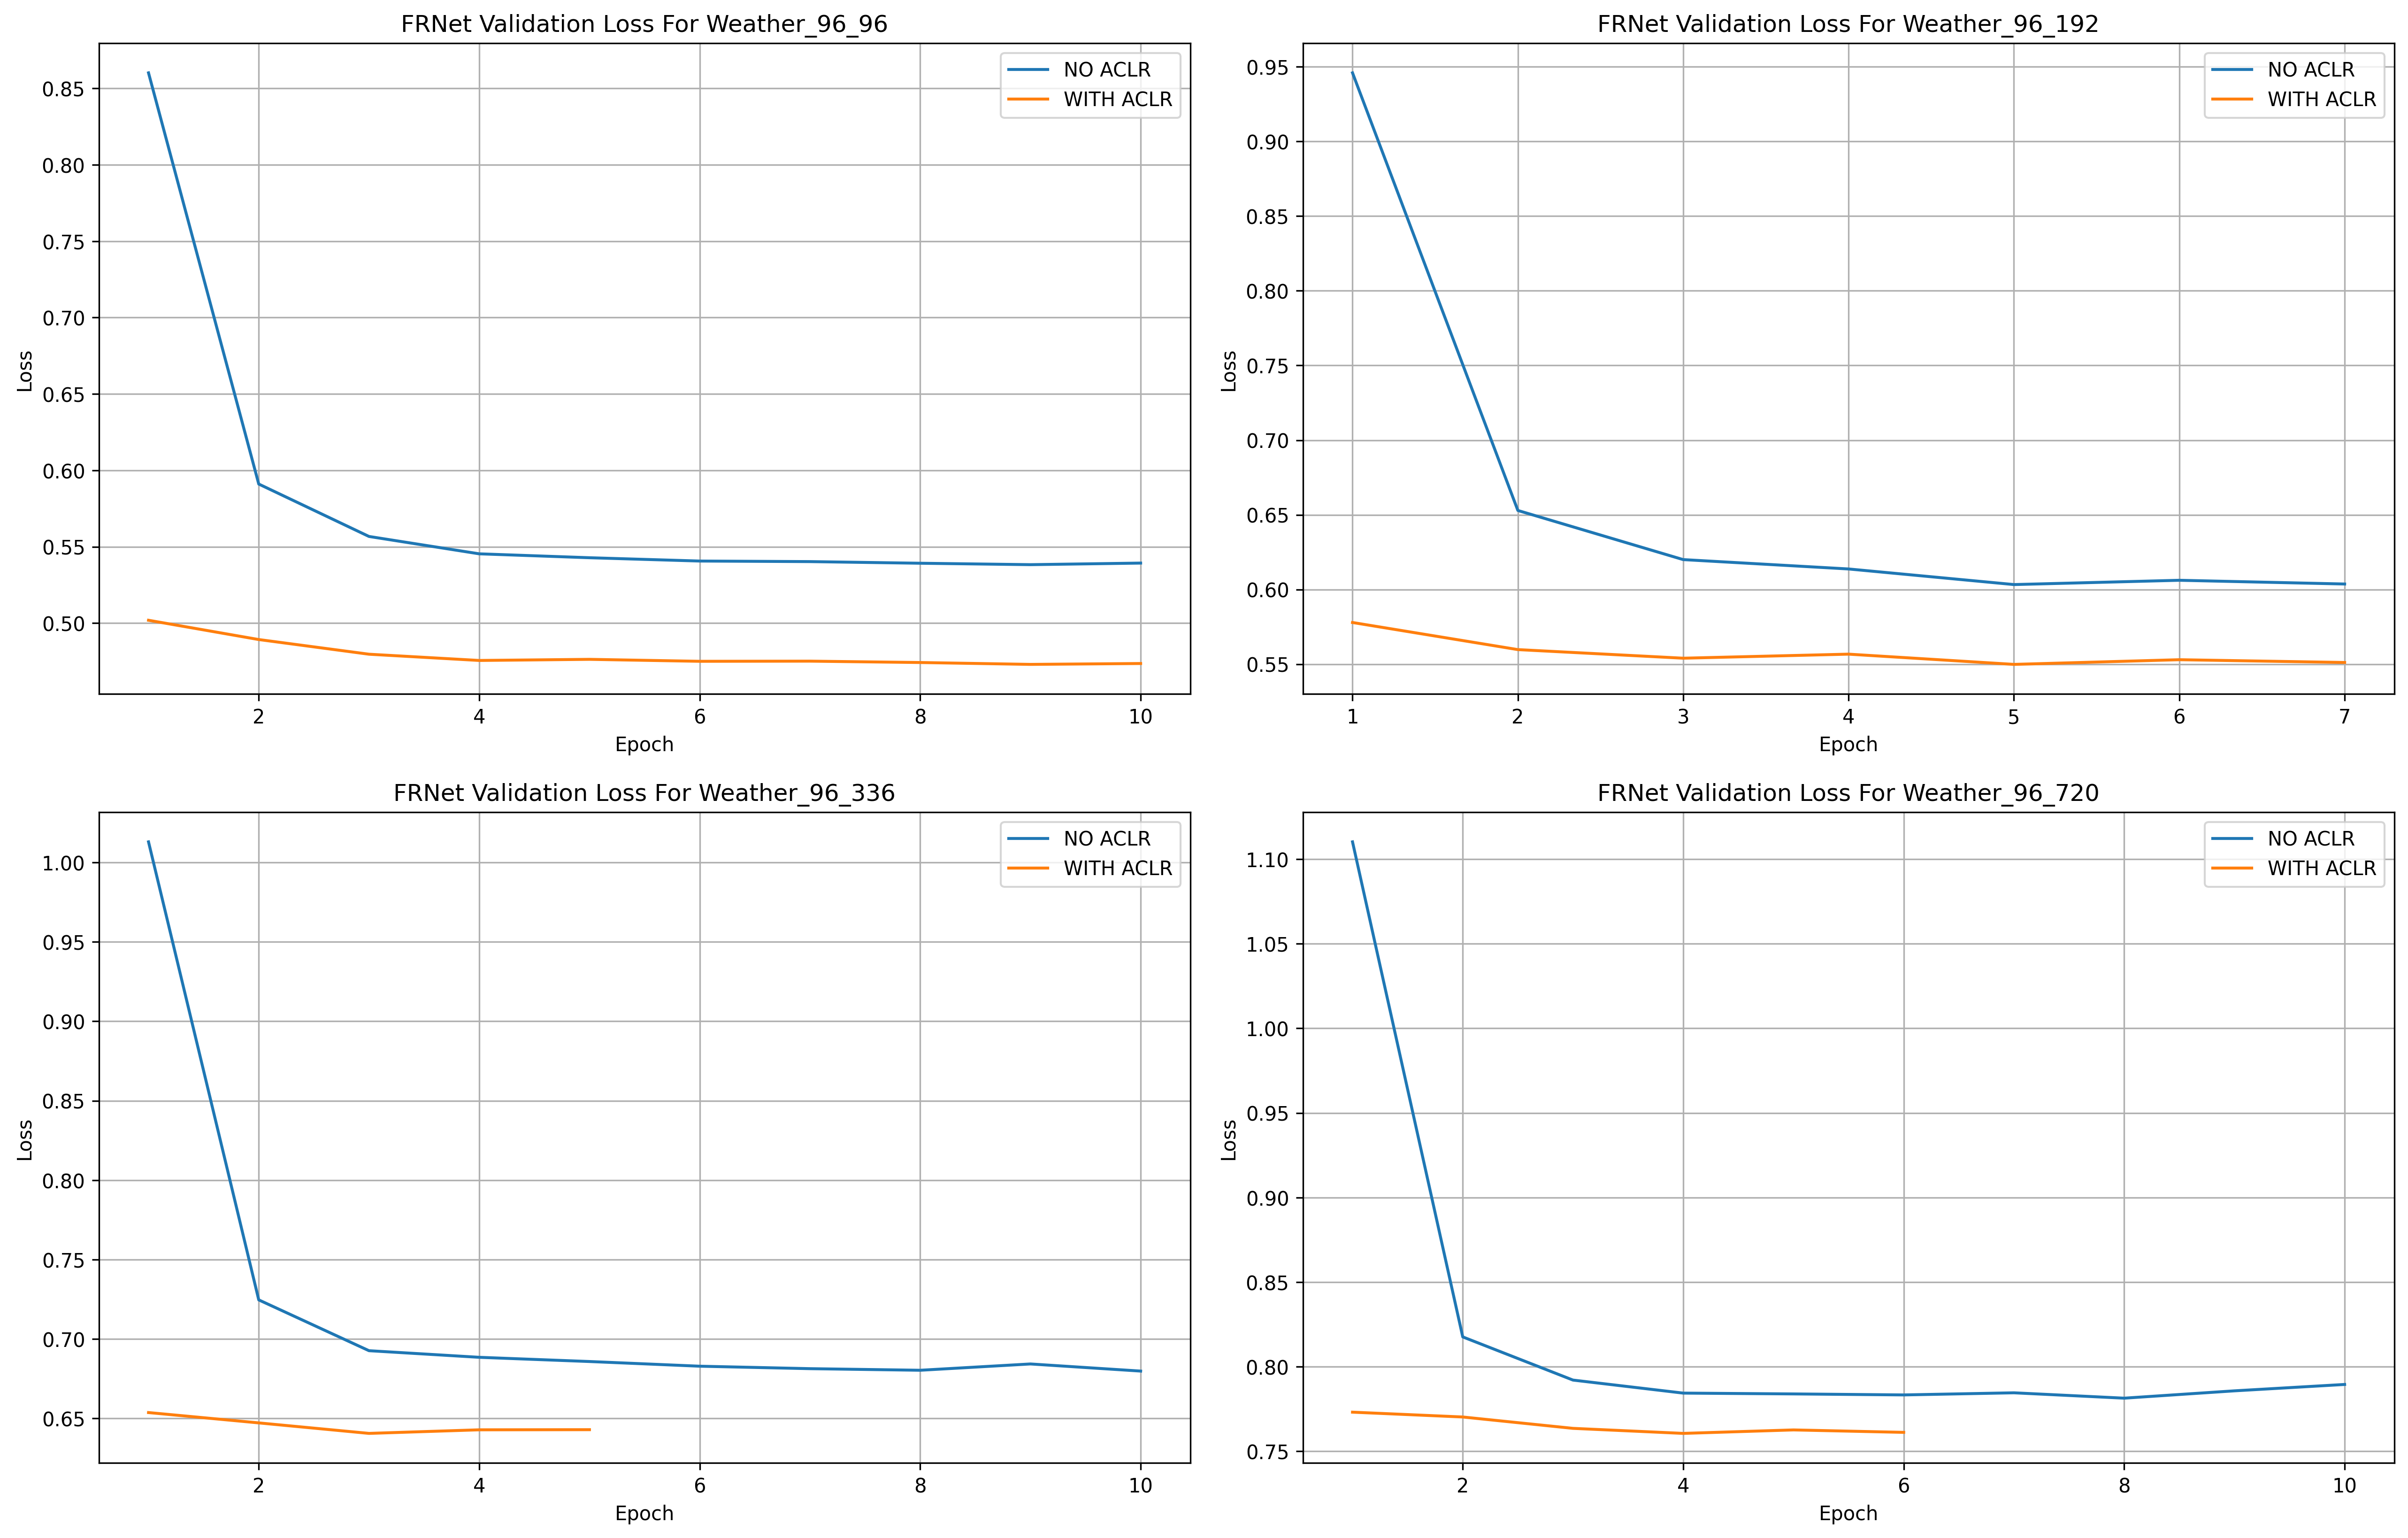 FRNet Validation Loss For Weather_96_96
NO ACLR
WITH ACLR
0.85
0.80
0.75
0.70
0.65
0.60
0.55
0.50
Loss
2
4
6
8
10
Epoch
FRNet Validation Loss For Weather_96_192
NO ACLR
WITH ACLR
0.95
0.90
0.85
0.80
0.75
0.70
0.65
0.60
0.55
Loss
1
2
3
4
5
6
7
Epoch
FRNet Validation Loss For Weather_96_336
NO ACLR
WITH ACLR
1.00
0.95
0.90
0.85
0.80
0.75
0.70
0.65
Loss
2
4
6
8
10
Epoch
FRNet Validation Loss For Weather_96_720
NO ACLR
WITH ACLR
1.10
1.05
1.00
0.95
0.90
0.85
0.80
0.75
Loss
2
4
6
8
10
Epoch